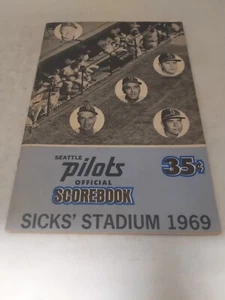 SEATTLE
pilots
OFFICIAL
SCOREBOOK
35¢
SICKS' STADIUM 1969